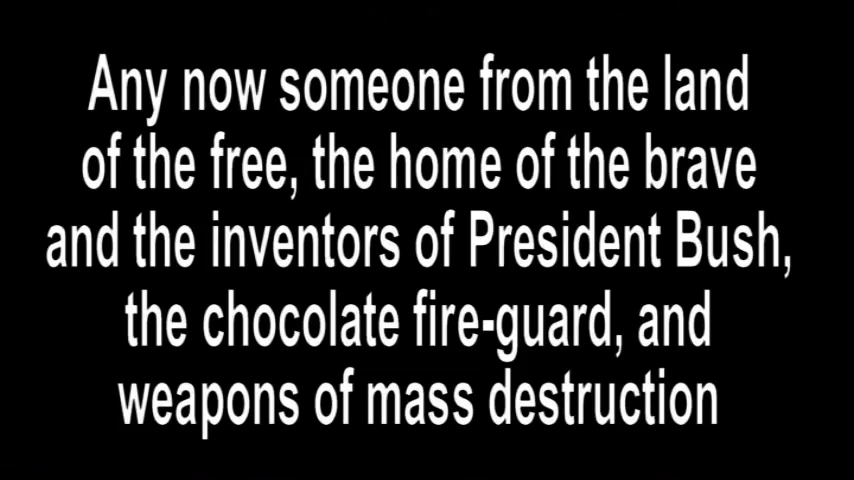 Any now someone from the land
of the free, the home of the brave
and the inventors of President Bush,
the chocolate fire-guard, and
weapons of mass destruction